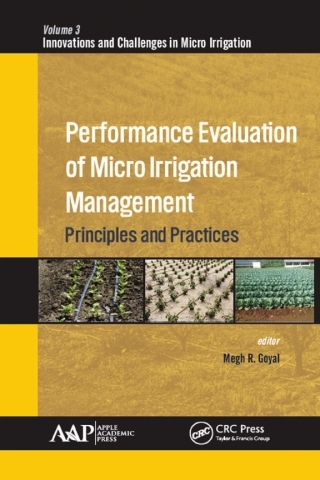 Volume 3
Innovations and Challenges in Micro Irrigation
Performance Evaluation
of Micro Irrigation
Management
Principles and Practices
editor
Megh R. Goyal
AAP
APPLE
ACADEMIC
PRESS
CRC
CRC Press
Taylor & Francis Group